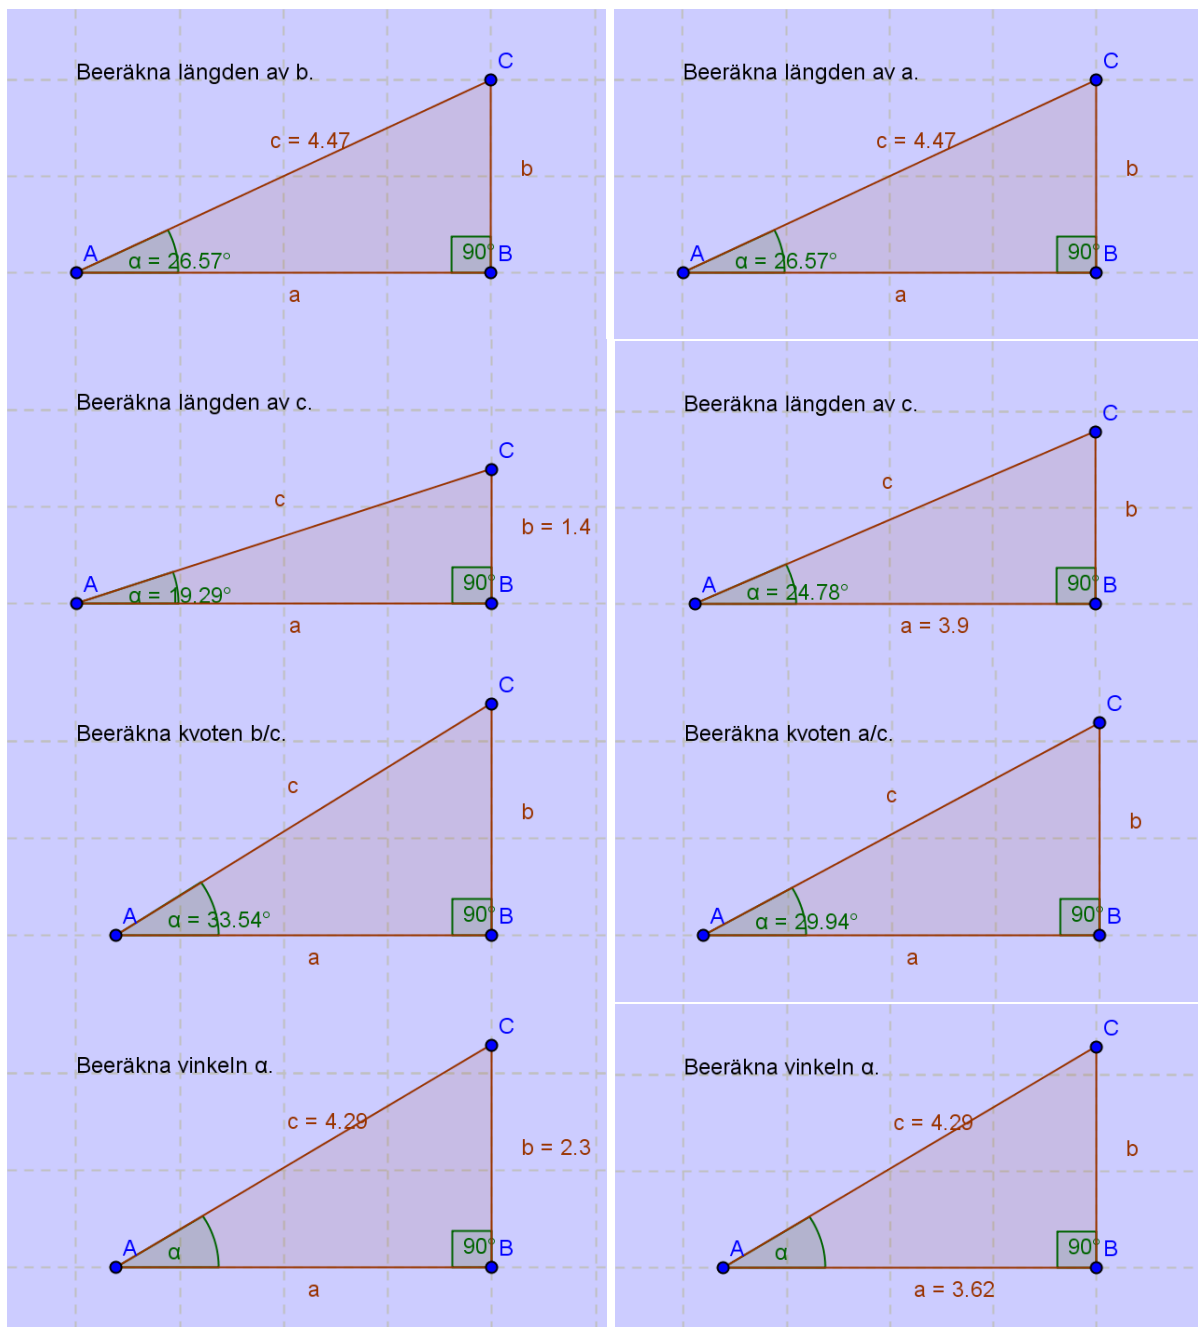 Beeräkna längden av b.
C
c = 4.47
b
A
α = 26.57°
90°
B
a
Beeräkna längden av a.
C
c = 4.47
b
A
α = 26.57°
90°
B
a
Beeräkna längden av c.
C
c
b = 1.4
A
α = 19.29°
90°
B
a
Beeräkna längden av c.
C
c
b
A
α = 24.78°
90°
B
a = 3.9
C
Beeräkna kvoten b/c.
c
b
A
α = 33.54°
90°
B
a
C
Beeräkna kvoten a/c.
c
b
A
α = 29.94°
90°
B
a
C
Beeräkna vinkeln α.
c = 4.29
b = 2.3
A
α
90°
B
a
C
Beeräkna vinkeln α.
c = 4.29
b
A
α
90°
B
a = 3.62